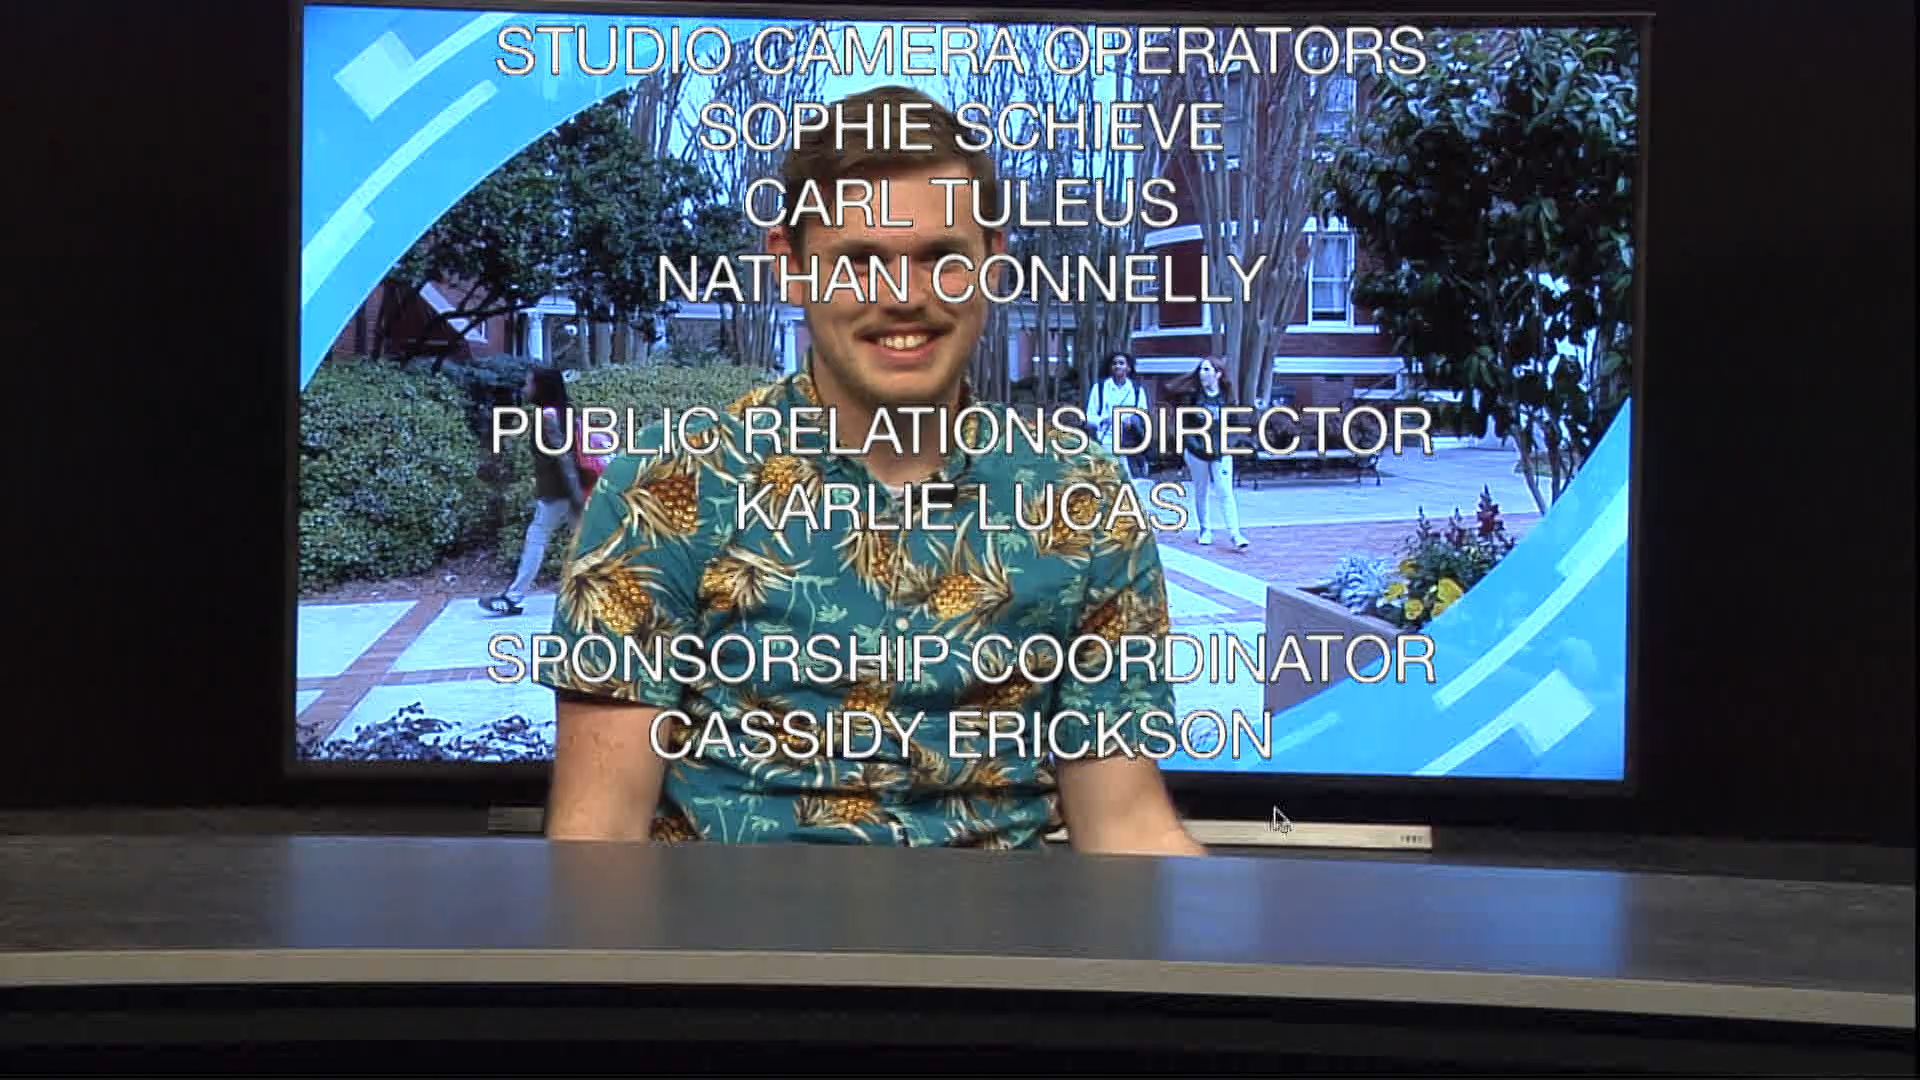 STUDIO CAMERA OPERATORS
SOPHIE SCHIEVE
CARL TULEUS
NATHAN CONNELLY
PUBLIC RELATIONS DIRECTOR
KARLIE LUCAS
SPONSORSHIP COORDINATOR
CASSIDY ERICKSON